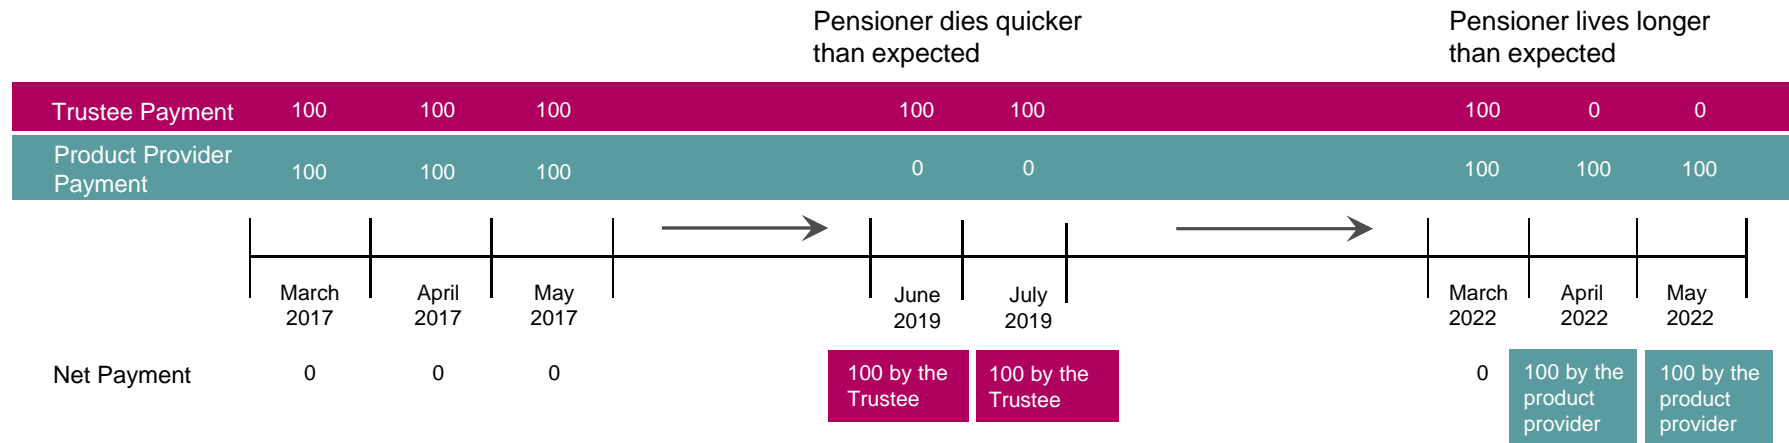 Pensioner dies quicker
than expected
Pensioner lives longer
than expected
Trustee Payment 100 100 100 100 100 100 0 0
Product Provider
Payment 100 100 100 0 0 100 100 100
March
2017
April
2017
May
2017
June
2019
July
2019
March
2022
April
2022
May
2022
Net Payment 0 0 0
100 by the
Trustee
100 by the
Trustee
0
100 by the
product
provider
100 by the
product
provider